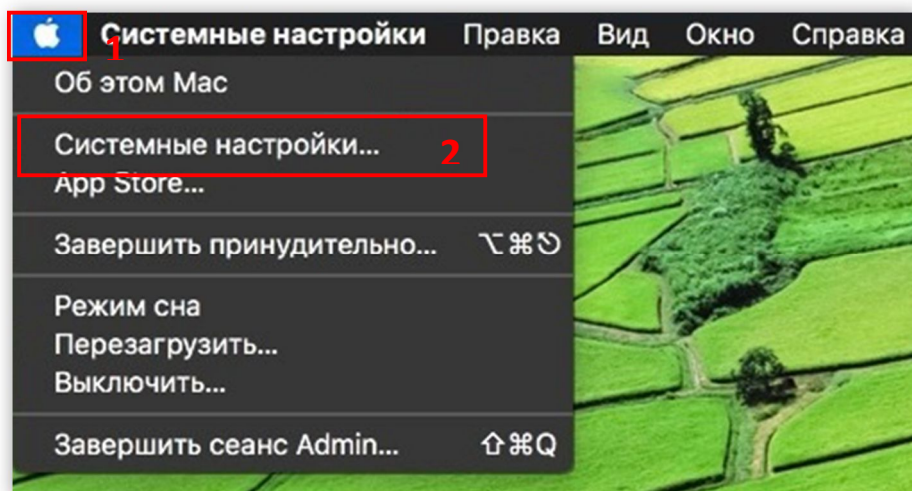 Системные настройки Правка Вид Окно Справка
1
Об этом Mac
Системные настройки... 2
App Store...
Завершить принудительно... ⌥⌘⎋
Режим сна
Перезагрузить...
Выключить...
Завершить сеанс Admin... ⇧⌘Q